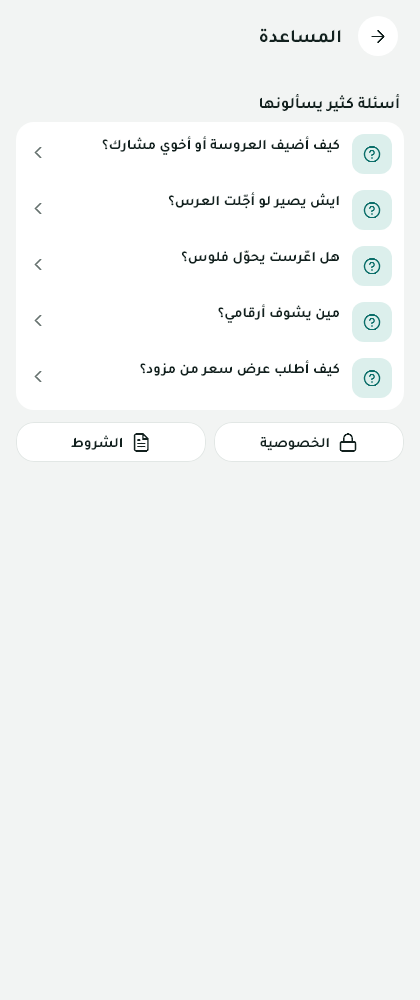 المساعدة
أسئلة كثير يسألونها
كيف أضيف العروسة أو أخوي مشارك؟
ايش يصير لو أجّلت العرس؟
هل اعّرست يحوّل فلوس؟
مين يشوف أرقامي؟
كيف أطلب عرض سعر من مزود؟
الخصوصية
الشروط